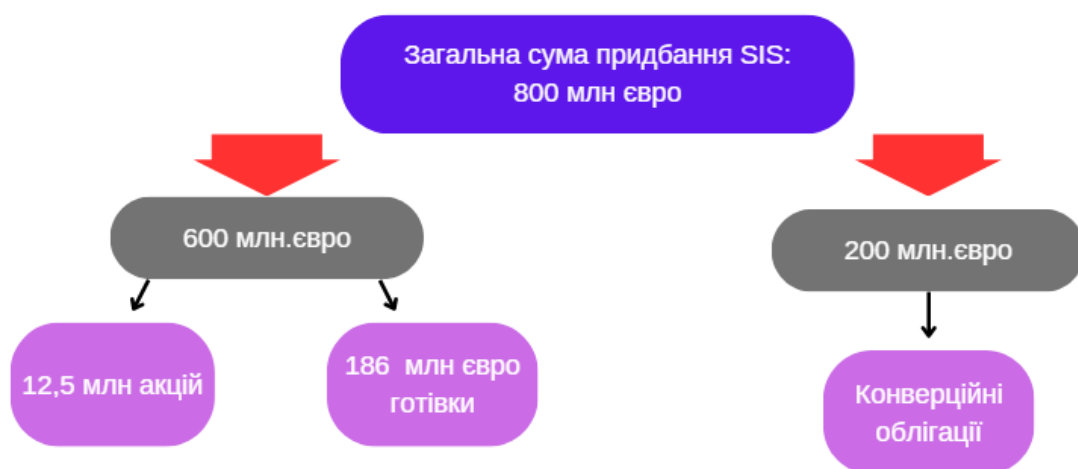 Загальна сума придбання SIS:
800 млн євро
600 млн.євро
200 млн.євро
12,5 млн акцій
186 млн євро
готівки
Конверційні
облігації